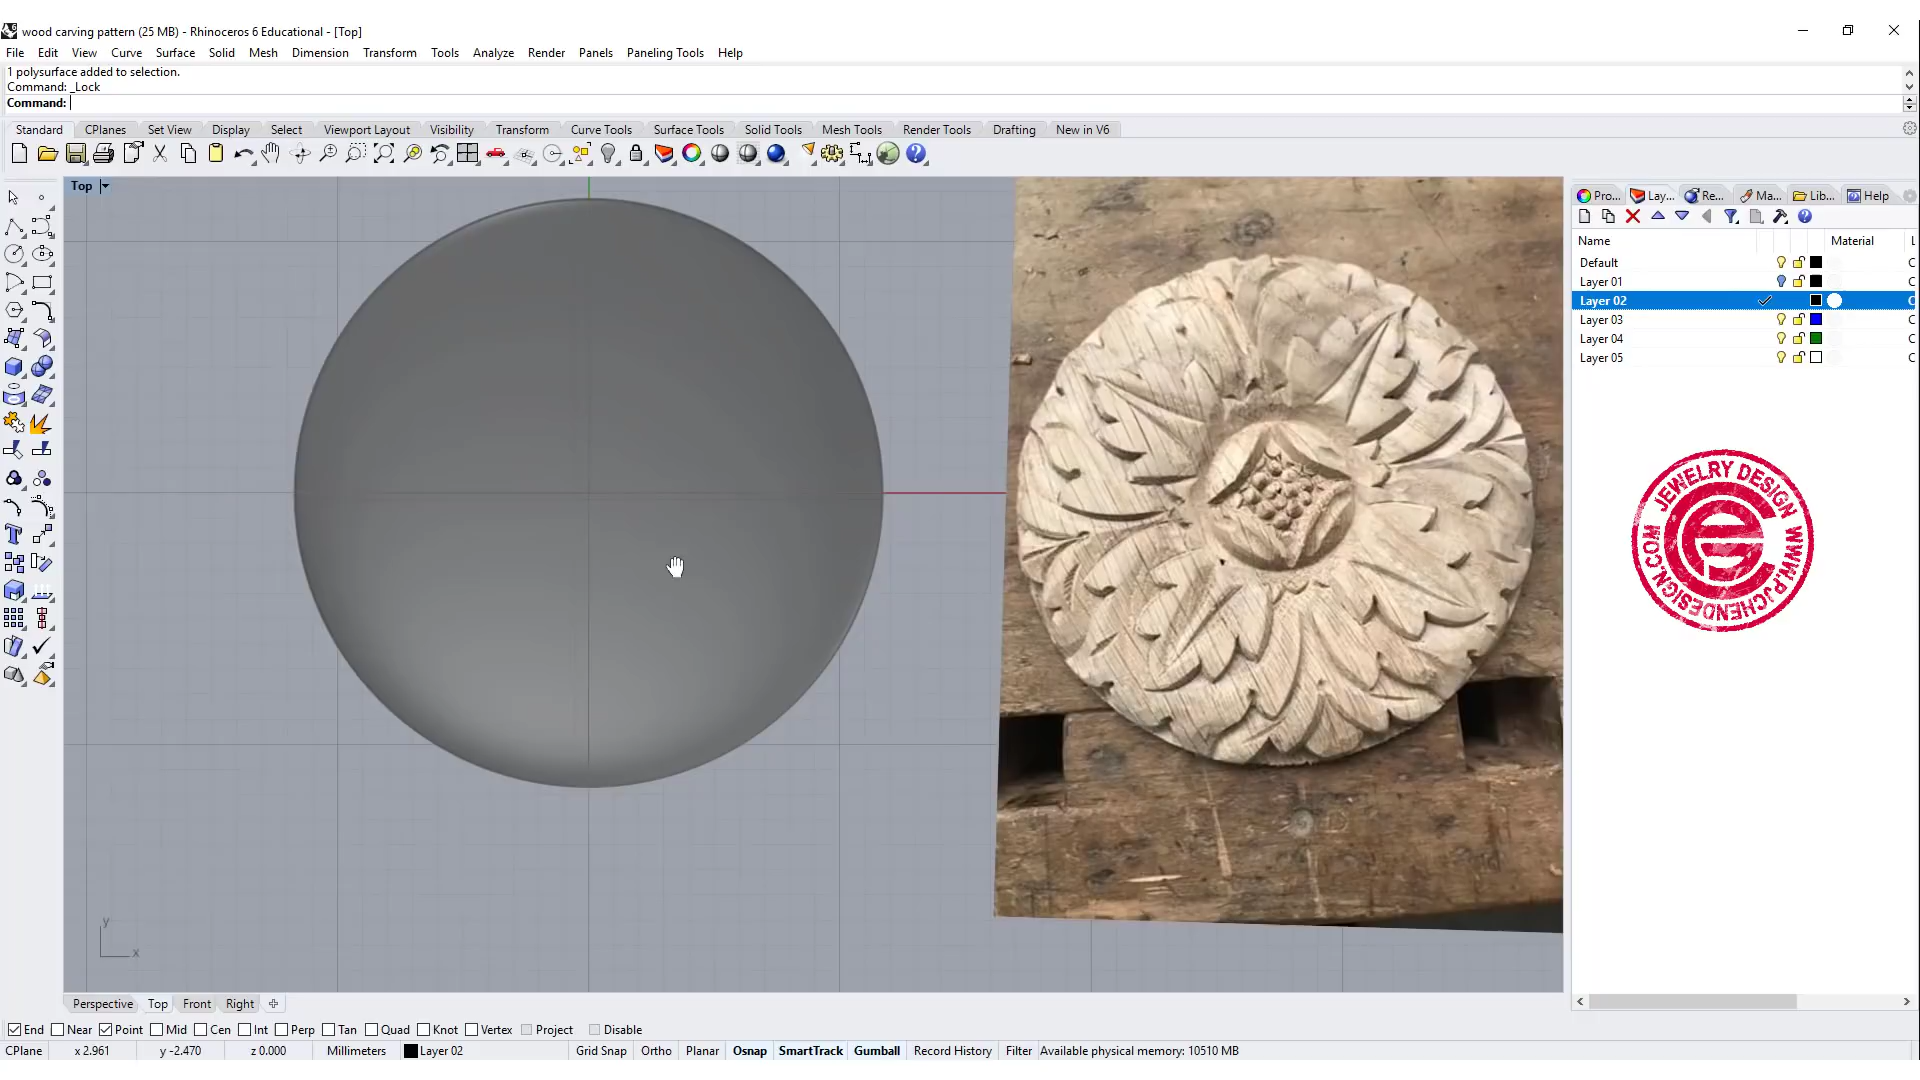 wood carving pattern (25 MB) - Rhinoceros 6 Educational - [Top]
File Edit View Curve Surface Solid Mesh Dimension Transform Tools Analyze Render Panels Paneling Tools Help
1 polysurface added to selection.
Command: _Lock
Command:
Standard CPlanes Set View Display Select Viewport Layout Visibility Transform Curve Tools Surface Tools Solid Tools Mesh Tools Render Tools Drafting New in V6
Top
Pro... Lay... Re... Ma... Lib... Help
Name Material L
Default C
Layer 01 C
Layer 02 C
Layer 03 C
Layer 04 C
Layer 05 C
JEWELRY DESIGN
WWW.PJCHENDESIGN.COM
y
x
Perspective Top Front Right
End Near Point Mid Cen Int Perp Tan Quad Knot Vertex Project Disable
CPlane x 2.961 y -2.470 z 0.000 Millimeters Layer 02 Grid Snap Ortho Planar Osnap SmartTrack Gumball Record History Filter Available physical memory: 10510 MB